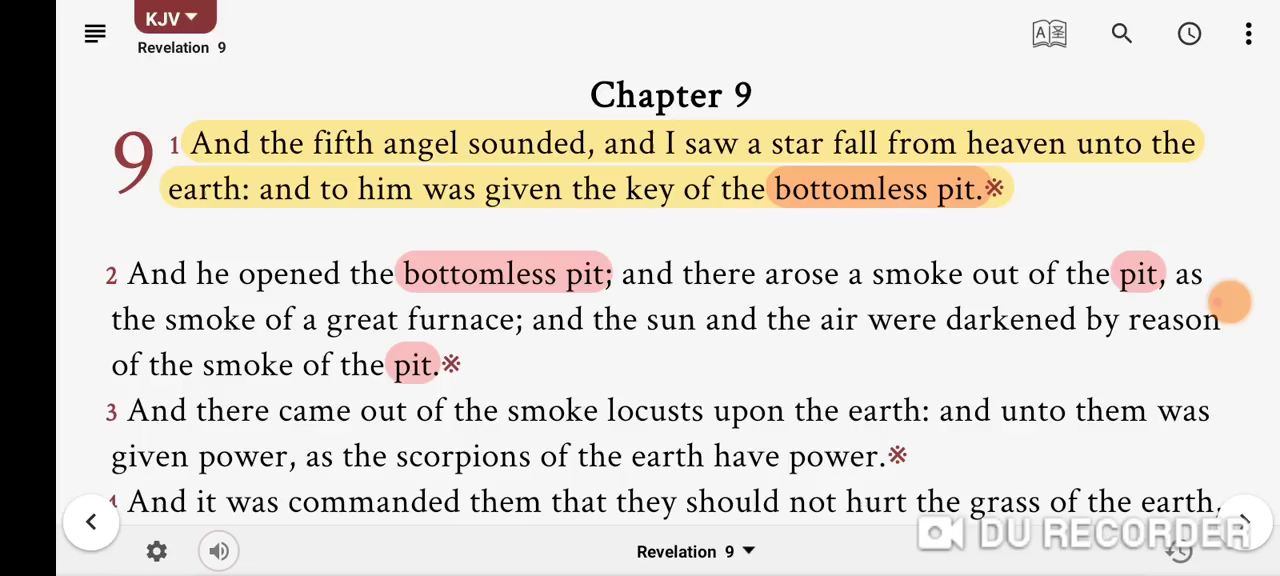 KJV
Revelation 9
Chapter 9
9 1 And the fifth angel sounded, and I saw a star fall from heaven unto the
earth: and to him was given the key of the bottomless pit.※
2 And he opened the bottomless pit; and there arose a smoke out of the pit, as
the smoke of a great furnace; and the sun and the air were darkened by reason
of the smoke of the pit.※
3 And there came out of the smoke locusts upon the earth: and unto them was
given power, as the scorpions of the earth have power.※
4 And it was commanded them that they should not hurt the grass of the earth,
DU RECORDER
Revelation 9